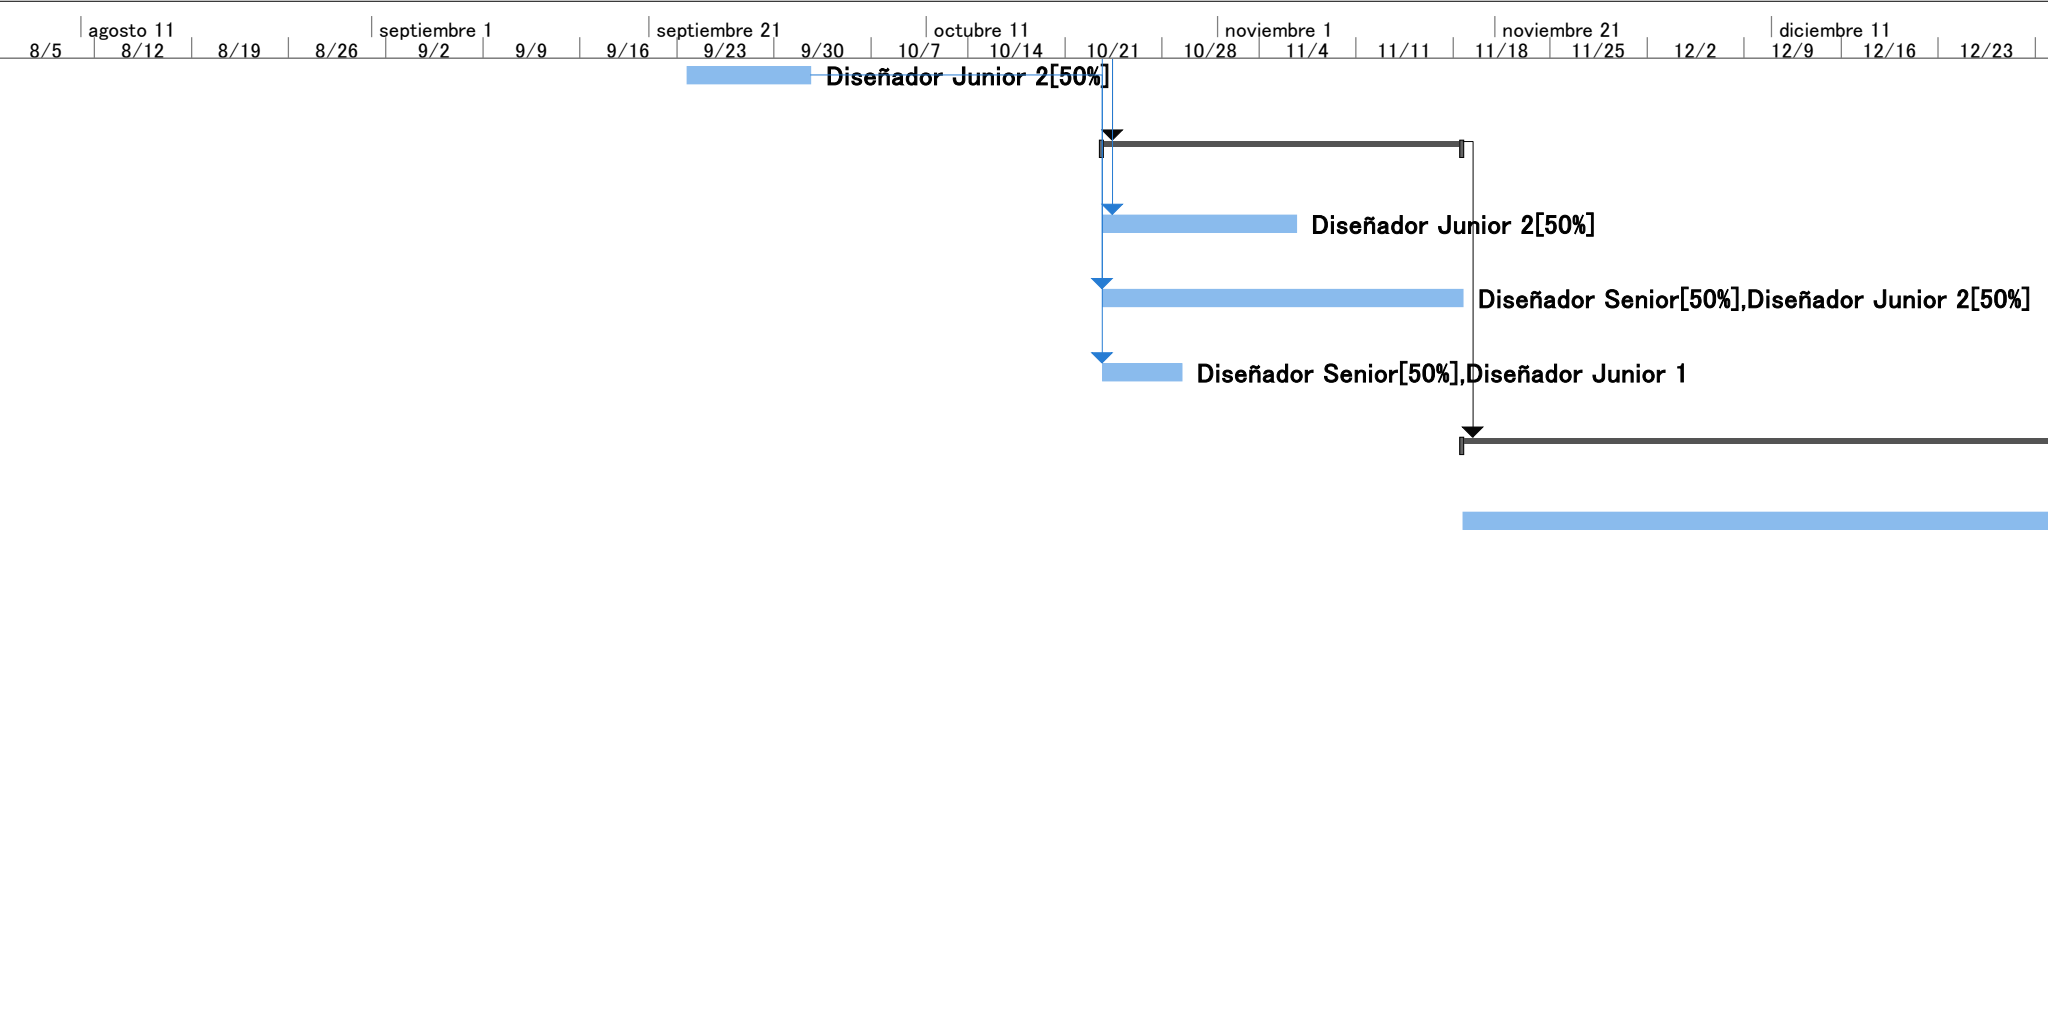 agosto 11 septiembre 1 septiembre 21 octubre 11 noviembre 1 noviembre 21 diciembre 11
8/5 8/12 8/19 8/26 9/2 9/9 9/16 9/23 9/30 10/7 10/14 10/21 10/28 11/4 11/11 11/18 11/25 12/2 12/9 12/16 12/23
Diseñador Junior 2[50%]
Diseñador Junior 2[50%]
Diseñador Senior[50%],Diseñador Junior 2[50%]
Diseñador Senior[50%],Diseñador Junior 1